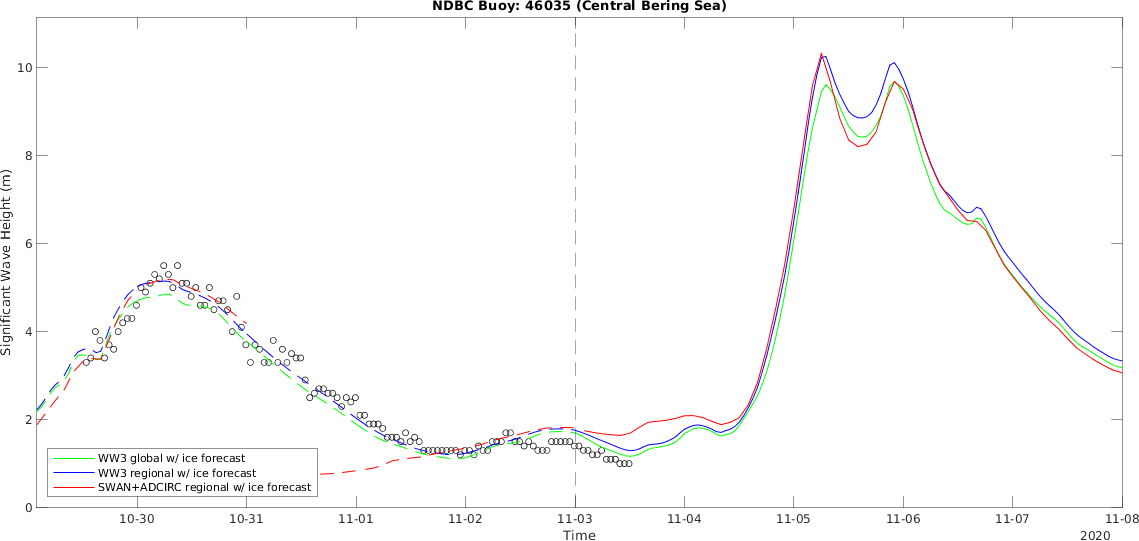 NDBC Buoy: 46035 (Central Bering Sea)
Significant Wave Height (m)
10
8
6
4
2
0
WW3 global w/ ice forecast
WW3 regional w/ ice forecast
SWAN+ADCIRC regional w/ ice forecast
10-30 10-31 11-01 11-02 11-03 11-04 11-05 11-06 11-07 11-08
Time
2020